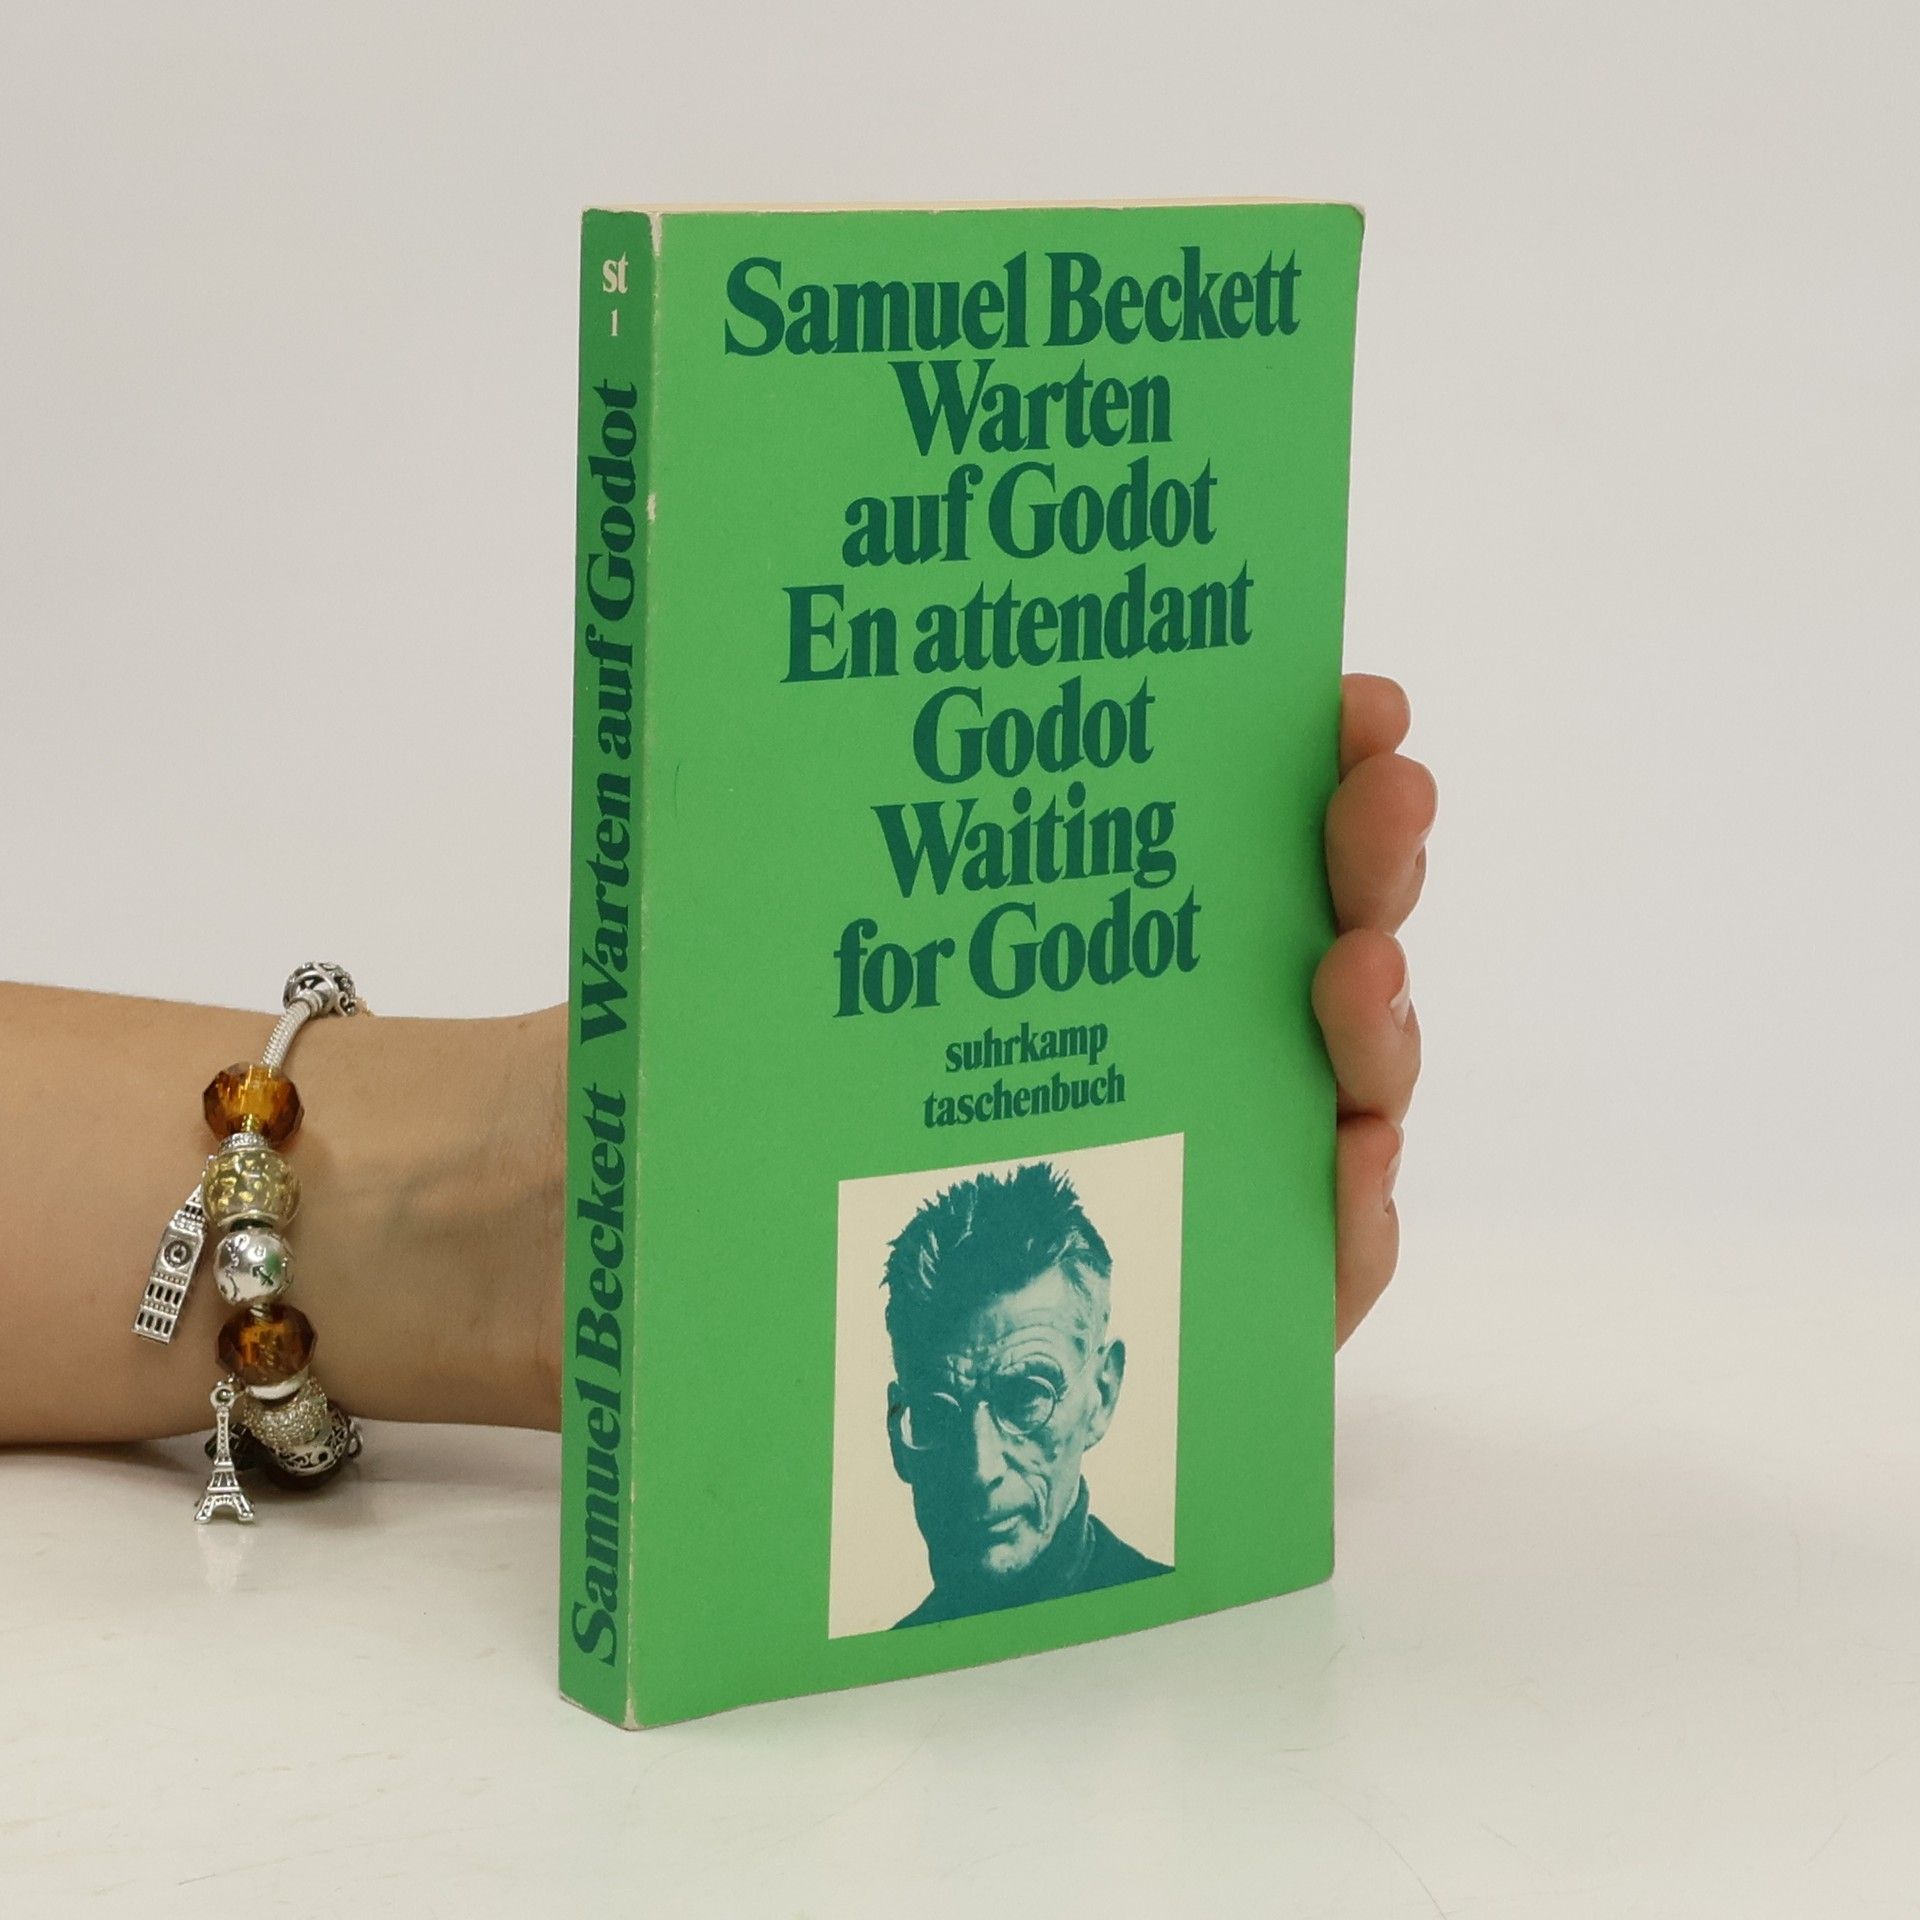 st
1
Samuel Beckett Warten auf Godot
Samuel Beckett
Warten
auf Godot
En attendant
Godot
Waiting
for Godot
suhrkamp
taschenbuch